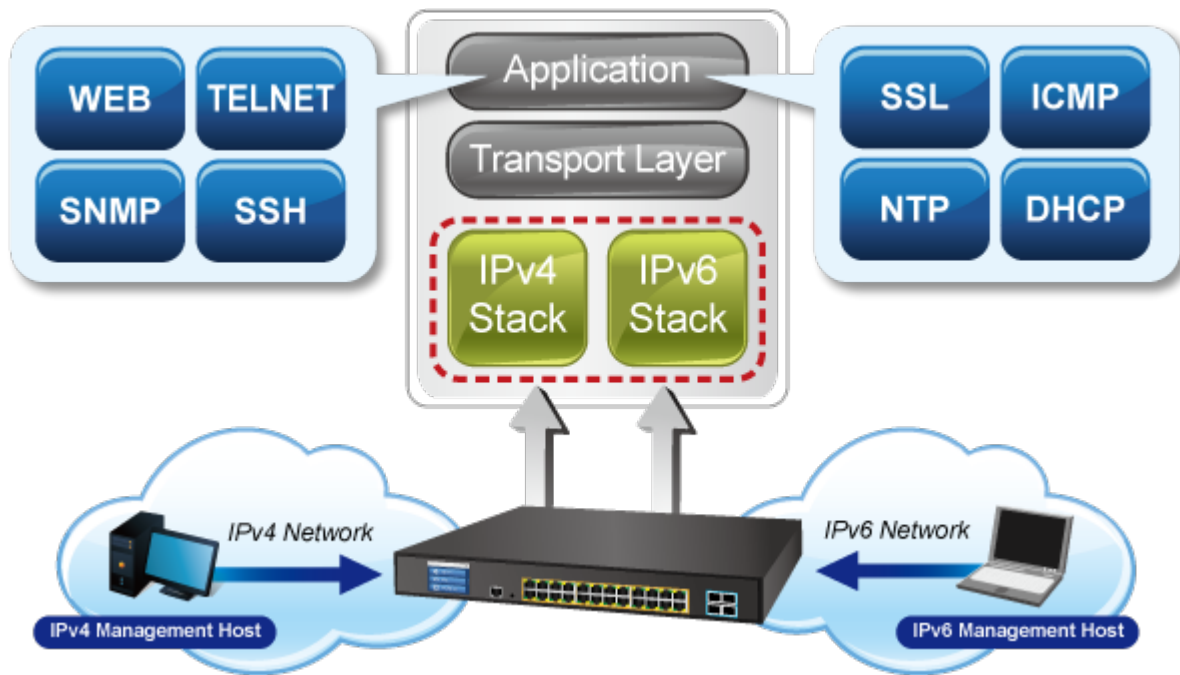 WEB
TELNET
SNMP
SSH
Application
Transport Layer
IPv4
Stack
IPv6
Stack
SSL
ICMP
NTP
DHCP
IPv4 Network
IPv4 Management Host
IPv6 Network
IPv6 Management Host